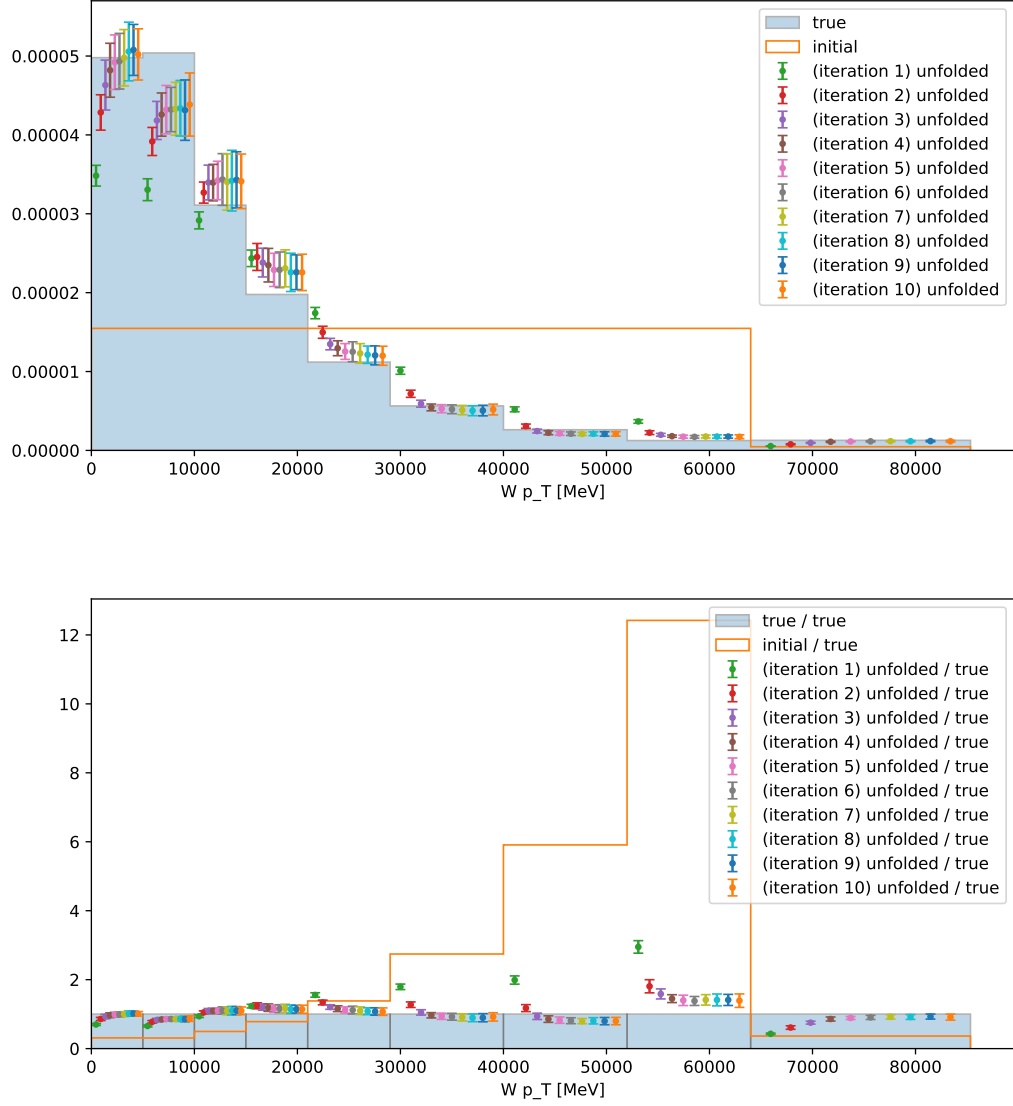 0.00005
0.00004
0.00003
0.00002
0.00001
0.00000
true
initial
(iteration 1) unfolded
(iteration 2) unfolded
(iteration 3) unfolded
(iteration 4) unfolded
(iteration 5) unfolded
(iteration 6) unfolded
(iteration 7) unfolded
(iteration 8) unfolded
(iteration 9) unfolded
(iteration 10) unfolded
0 10000 20000 30000 40000 50000 60000 70000 80000
W p_T [MeV]
12
10
8
6
4
2
0
true / true
initial / true
(iteration 1) unfolded / true
(iteration 2) unfolded / true
(iteration 3) unfolded / true
(iteration 4) unfolded / true
(iteration 5) unfolded / true
(iteration 6) unfolded / true
(iteration 7) unfolded / true
(iteration 8) unfolded / true
(iteration 9) unfolded / true
(iteration 10) unfolded / true
0 10000 20000 30000 40000 50000 60000 70000 80000
W p_T [MeV]